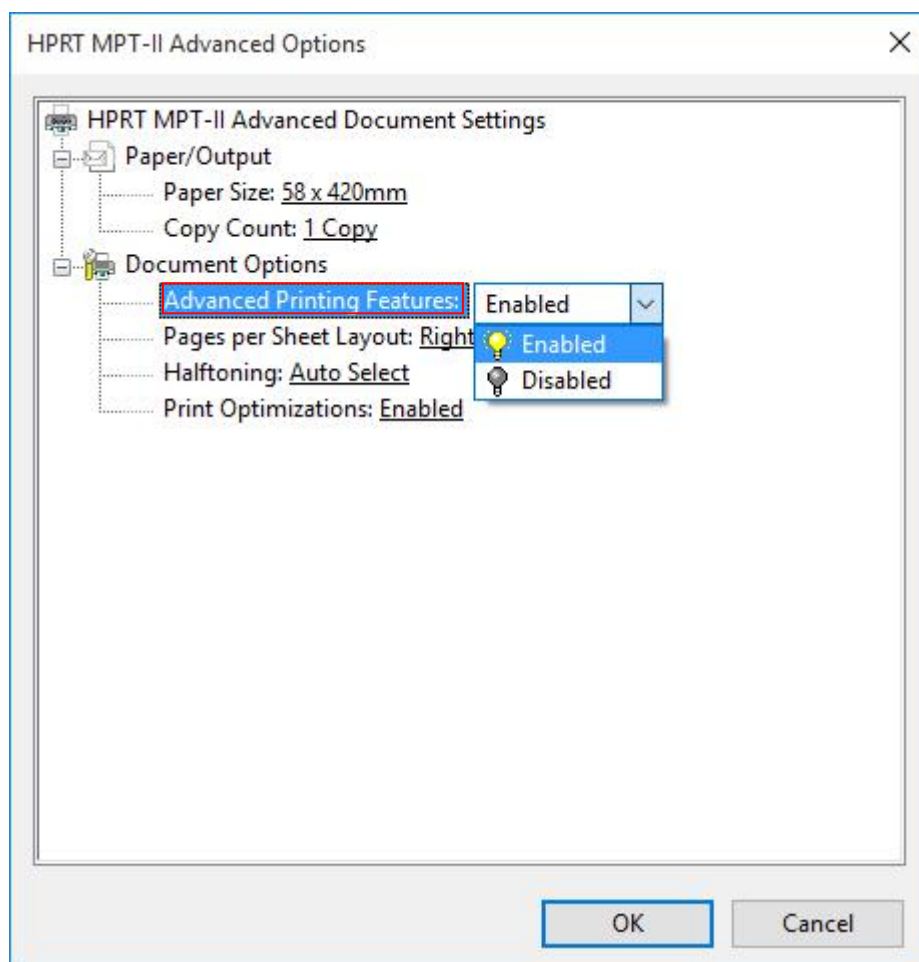 HPRT MPT-II Advanced Options
HPRT MPT-II Advanced Document Settings
Paper/Output
Paper Size: 58 x 420mm
Copy Count: 1 Copy
Document Options
Advanced Printing Features: Enabled
Pages per Sheet Layout: Right
Enabled
Halftoning: Auto Select
Disabled
Print Optimizations: Enabled
OK
Cancel